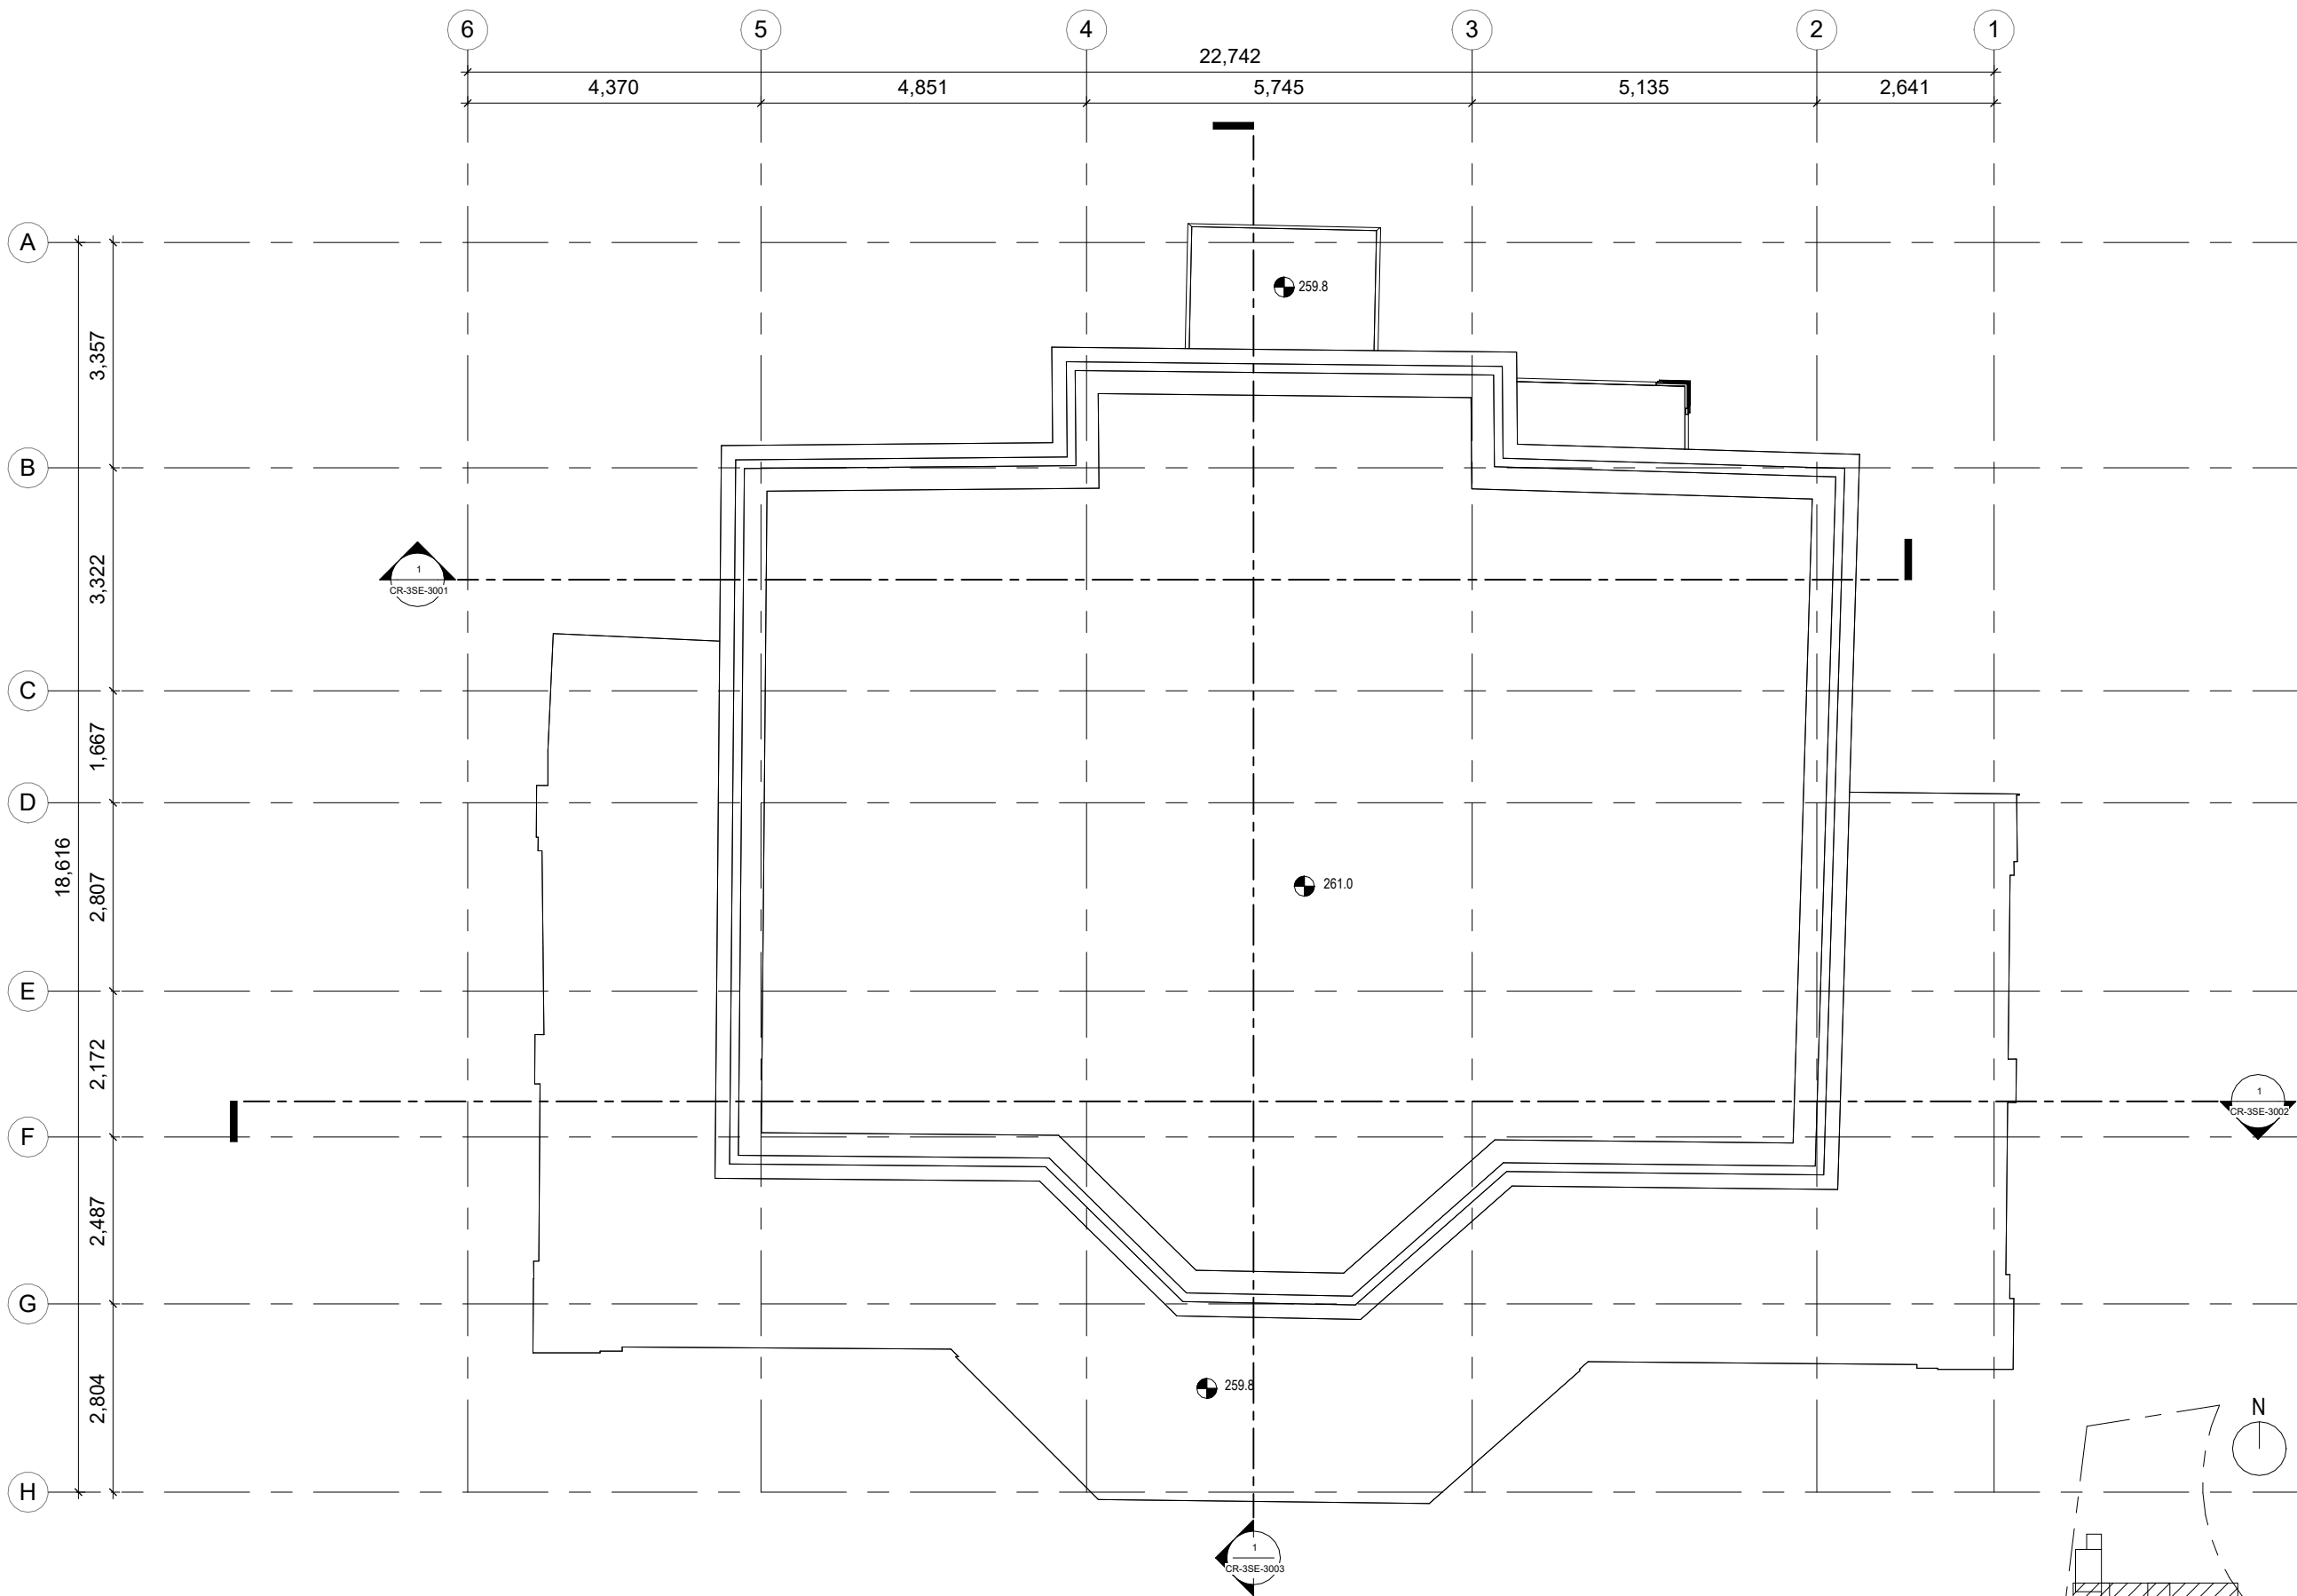 6 5 4 3 2 1
22,742
4,370 4,851 5,745 5,135 2,641
A
259.8
3,357
B
3,322
1
CR-3SE-3001
C
1,667
D
18,616
2,807
261.0
E
2,172
1
CR-3SE-3002
F
2,487
G
259.8
2,804
N
H
1
CR-3SE-3003